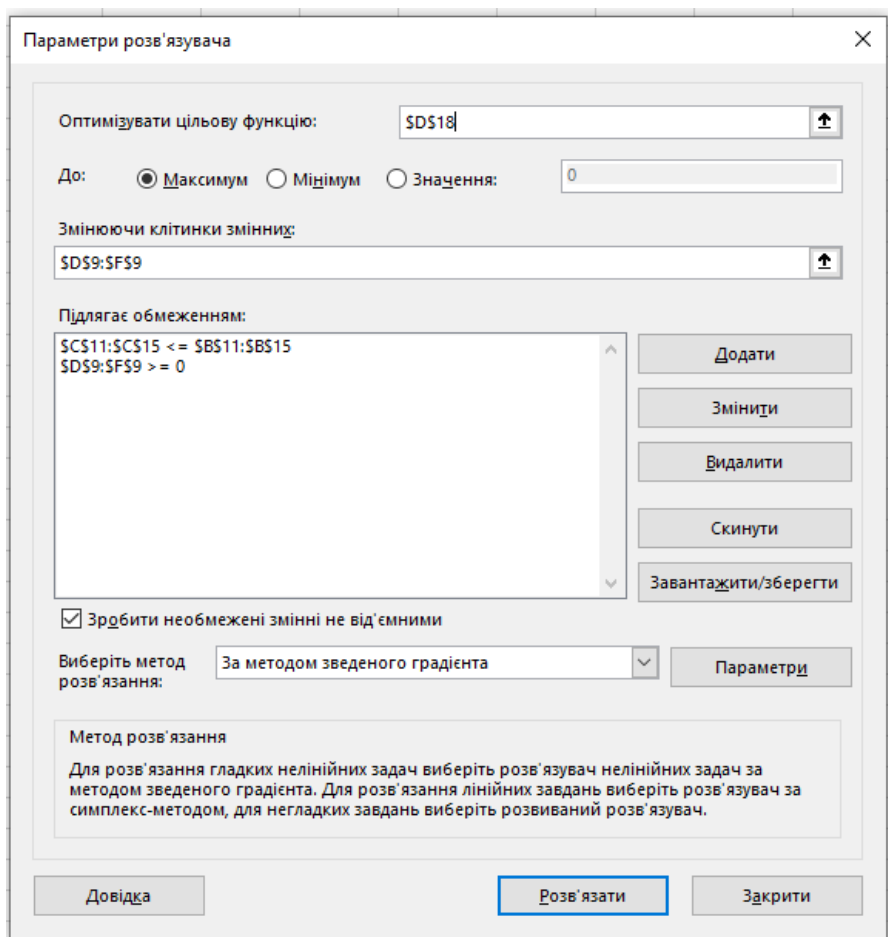 Параметри розв'язувача
Оптимізувати цільову функцію:
$D$18
До:
Максимум
Мінімум
Значення:
0
Змінюючи клітинки змінних:
$D$9:$F$9
Підлягає обмеженням:
$C$11:$C$15 <= $B$11:$B$15
$D$9:$F$9 >= 0
Додати
Змінити
Видалити
Скинути
Завантажити/зберегти
Зробити необмежені змінні не від'ємними
Виберіть метод
розв'язання:
За методом зведеного градієнта
Параметри
Метод розв'язання
Для розв'язання гладких нелінійних задач виберіть розв'язувач нелінійних задач за
методом зведеного градієнта. Для розв'язання лінійних завдань виберіть розв'язувач за
симплекс-методом, для негладких завдань виберіть розвиваний розв'язувач.
Довідка
Розв'язати
Закрити